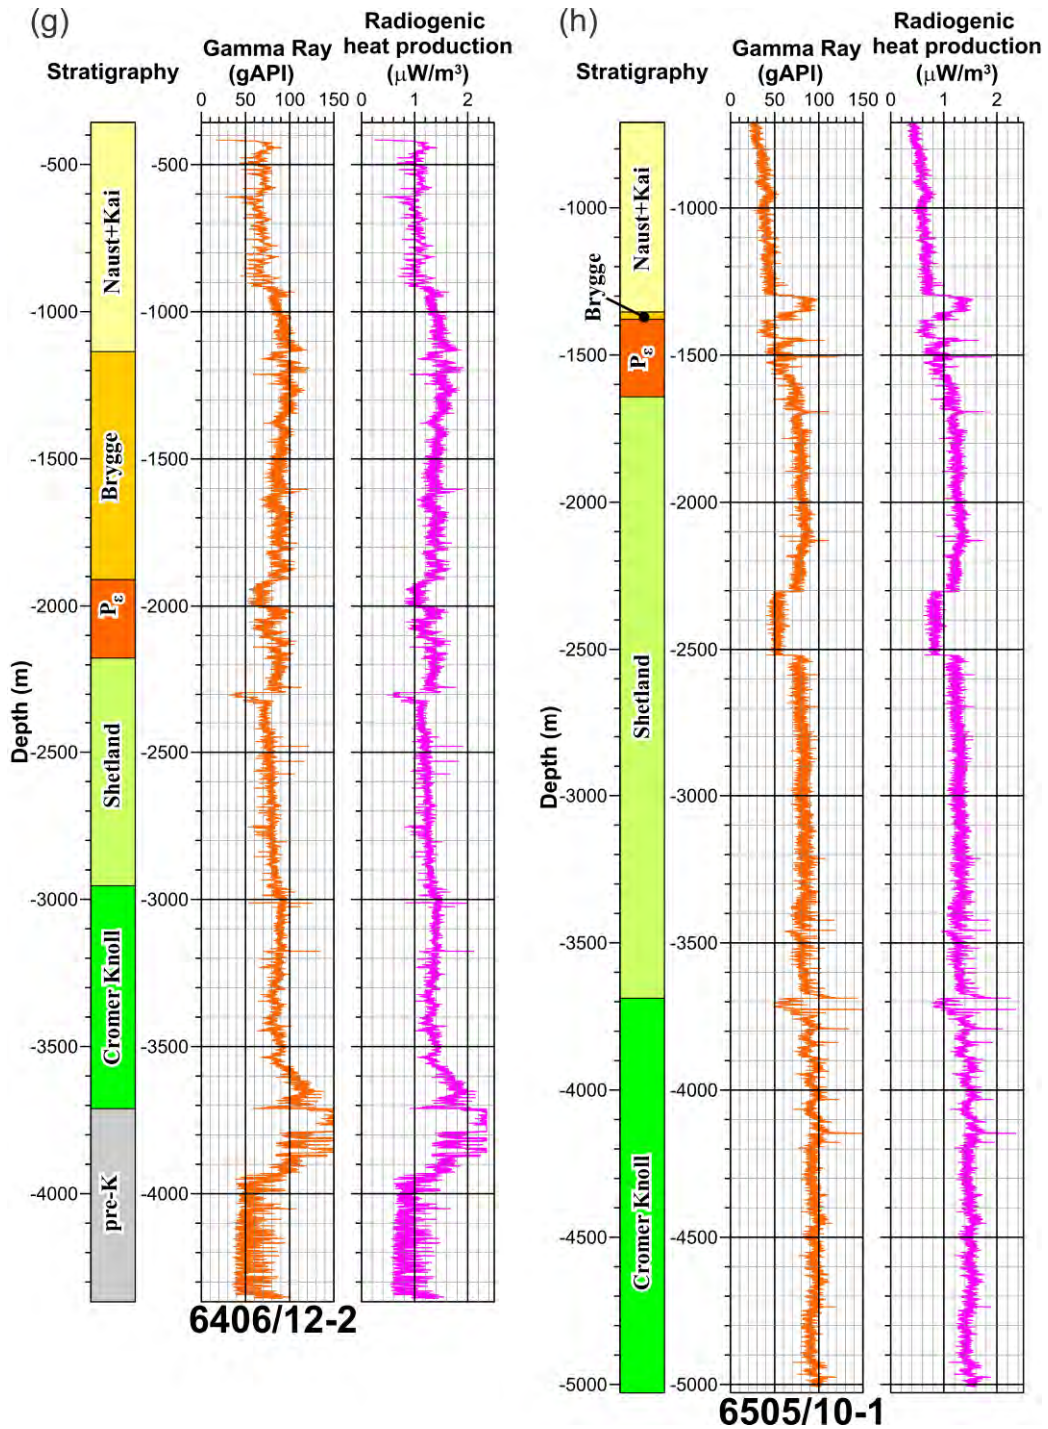 (g)
Stratigraphy
Gamma Ray
(gAPI)
Radiogenic
heat production
(μW/m³)
0 50 100 150
0 1 2
Depth (m)
-500
-1000
-1500
-2000
-2500
-3000
-3500
-4000
Naust+Kai
Brygge
Pε
Shetland
Cromer Knoll
pre-K
-500
-1000
-1500
-2000
-2500
-3000
-3500
-4000
6406/12-2
(h)
Stratigraphy
Gamma Ray
(gAPI)
Radiogenic
heat production
(μW/m³)
0 50 100 150
0 1 2
Depth (m)
-1000
-1500
-2000
-2500
-3000
-3500
-4000
-4500
-5000
Naust+Kai
Brygge
Pε
Shetland
Cromer Knoll
-1000
-1500
-2000
-2500
-3000
-3500
-4000
-4500
-5000
6505/10-1